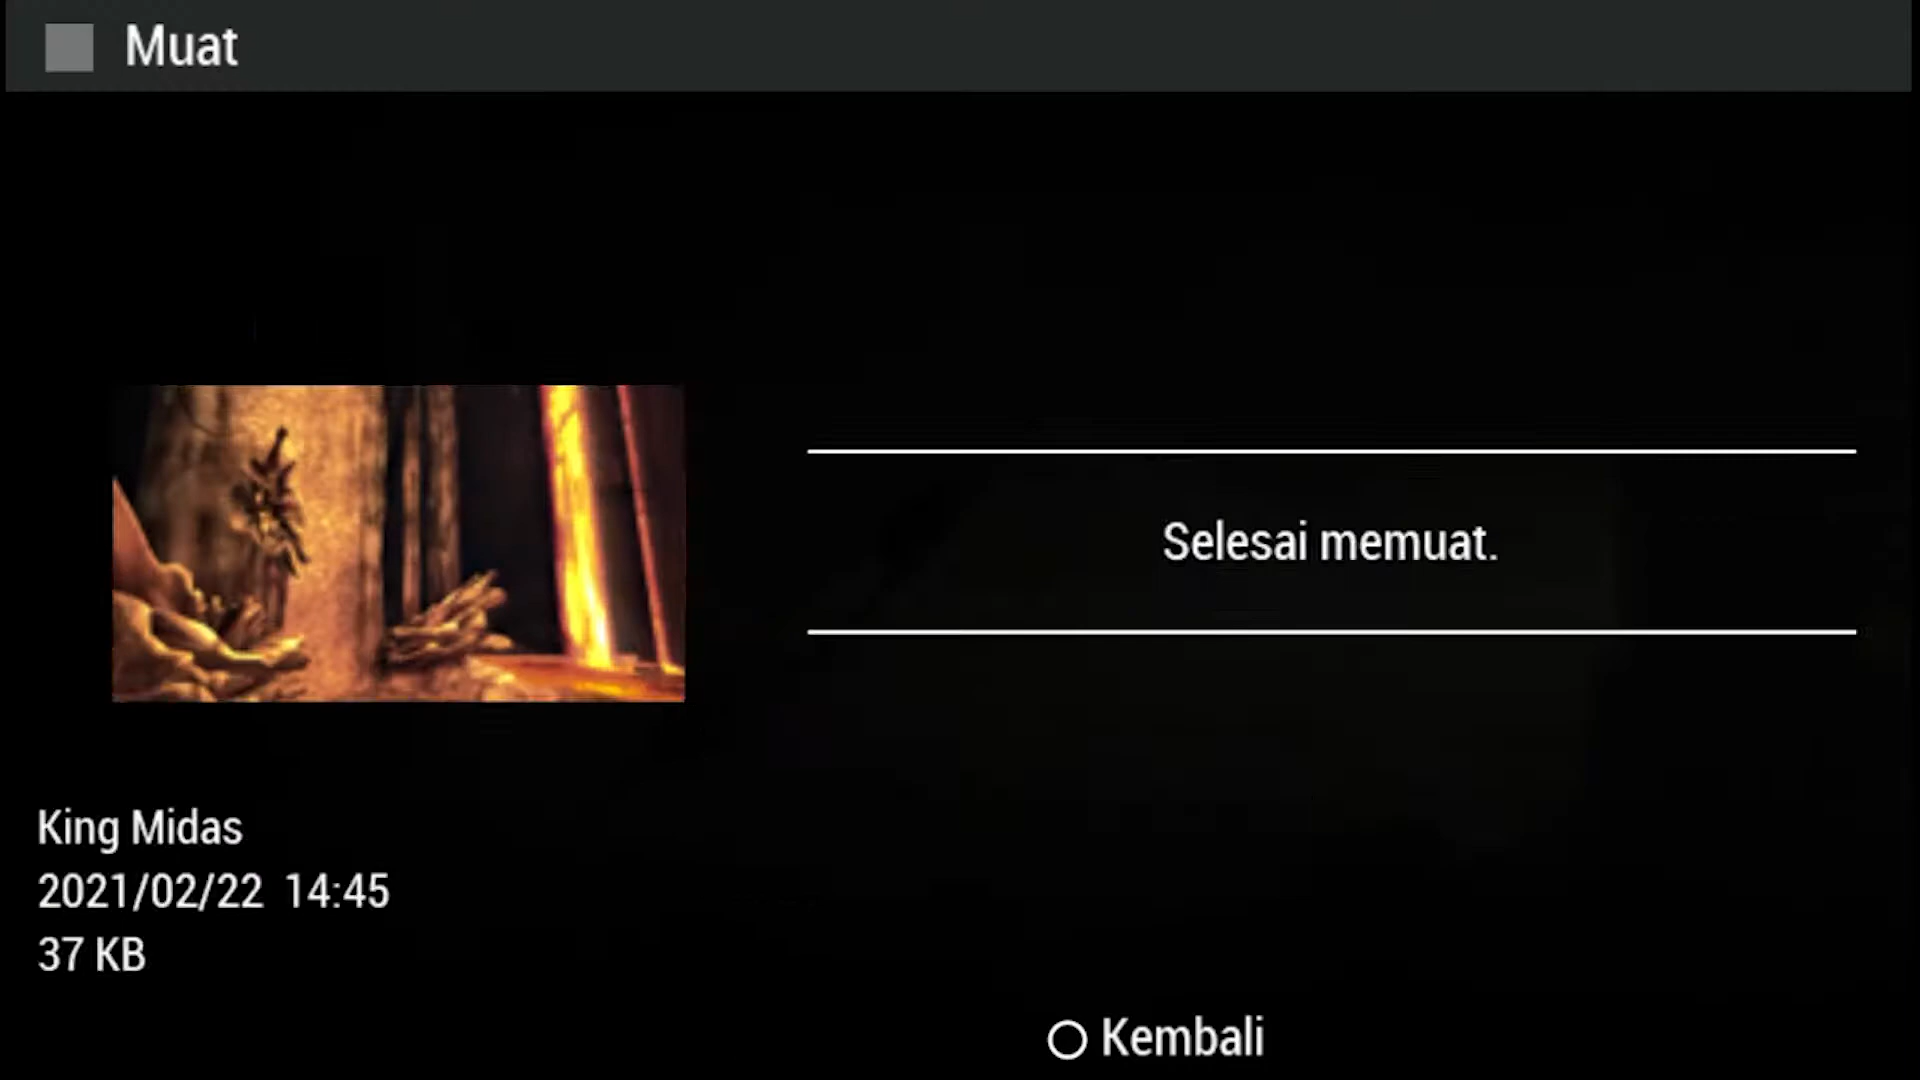 Muat
Selesai memuat.
King Midas
2021/02/22 14:45
37 KB
Kembali